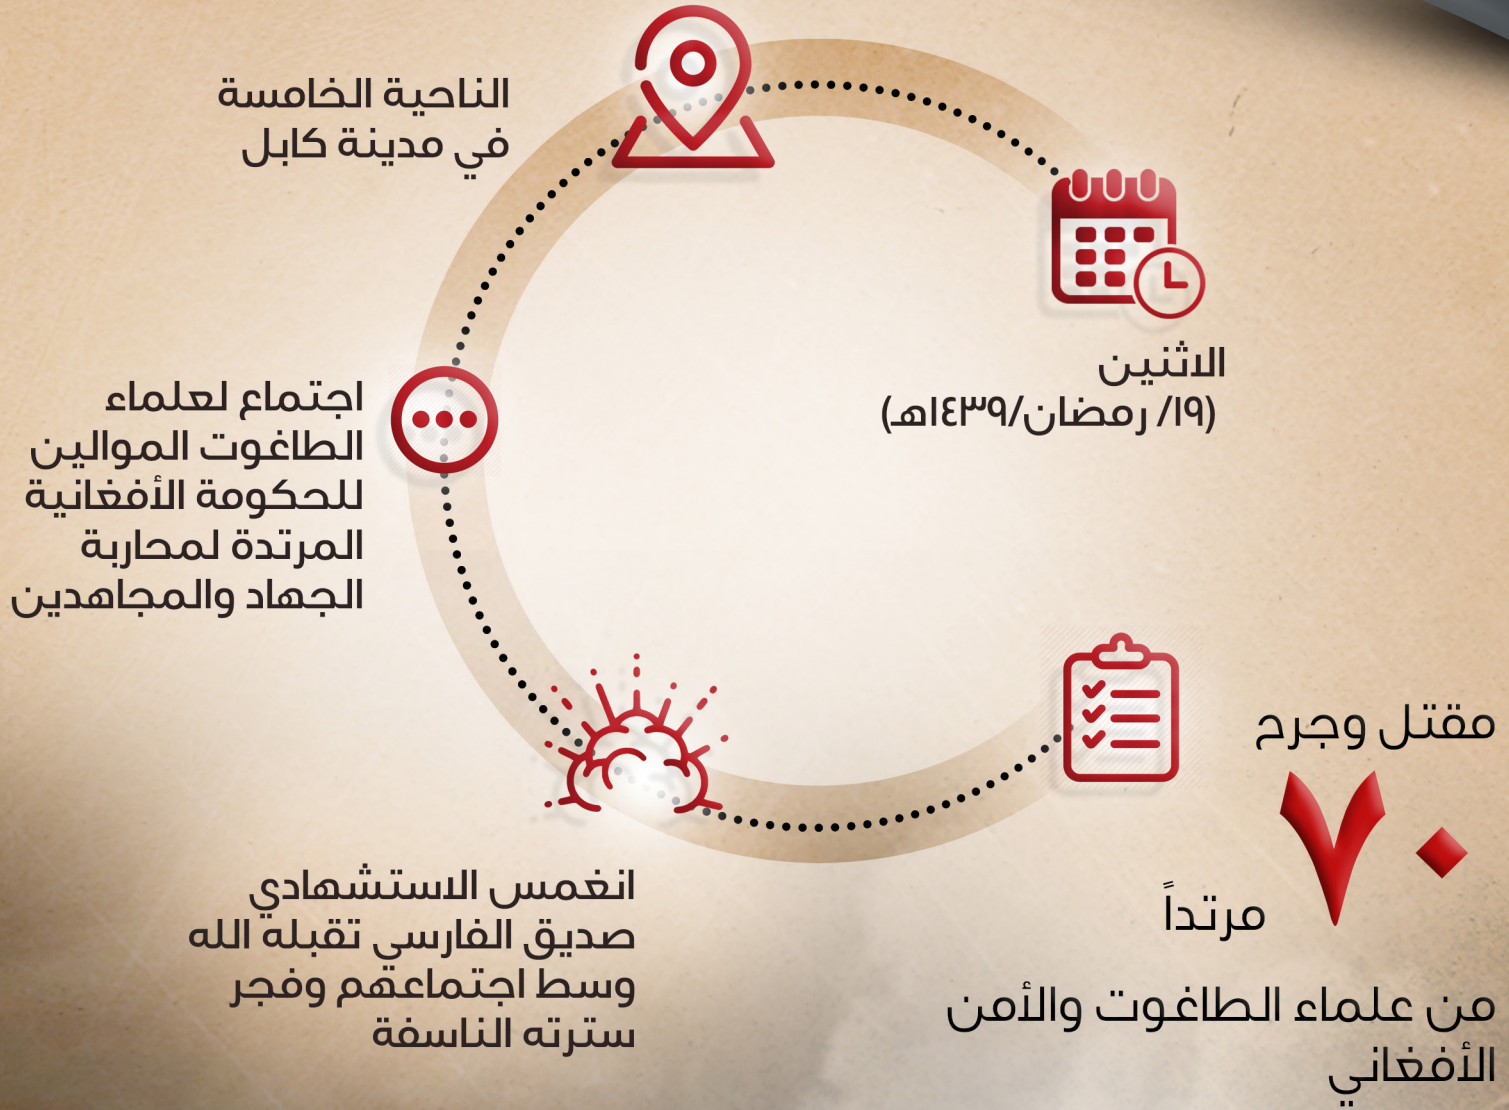 الاثنين
(١٩/ رمضان/١٤٣٩هـ)
الناحية الخامسة
في مدينة كابل
اجتماع لعلماء
الطاغوت الموالين
للحكومة الأفغانية
المرتدة لمحاربة
الجهاد والمجاهدين
انغمس الاستشهادي
صديق الفارسي تقبله الله
وسط اجتماعهم وفجر
سترته الناسفة
مقتل وجرح
٧٠
مرتداً
من علماء الطاغوت والأمن
الأفغاني